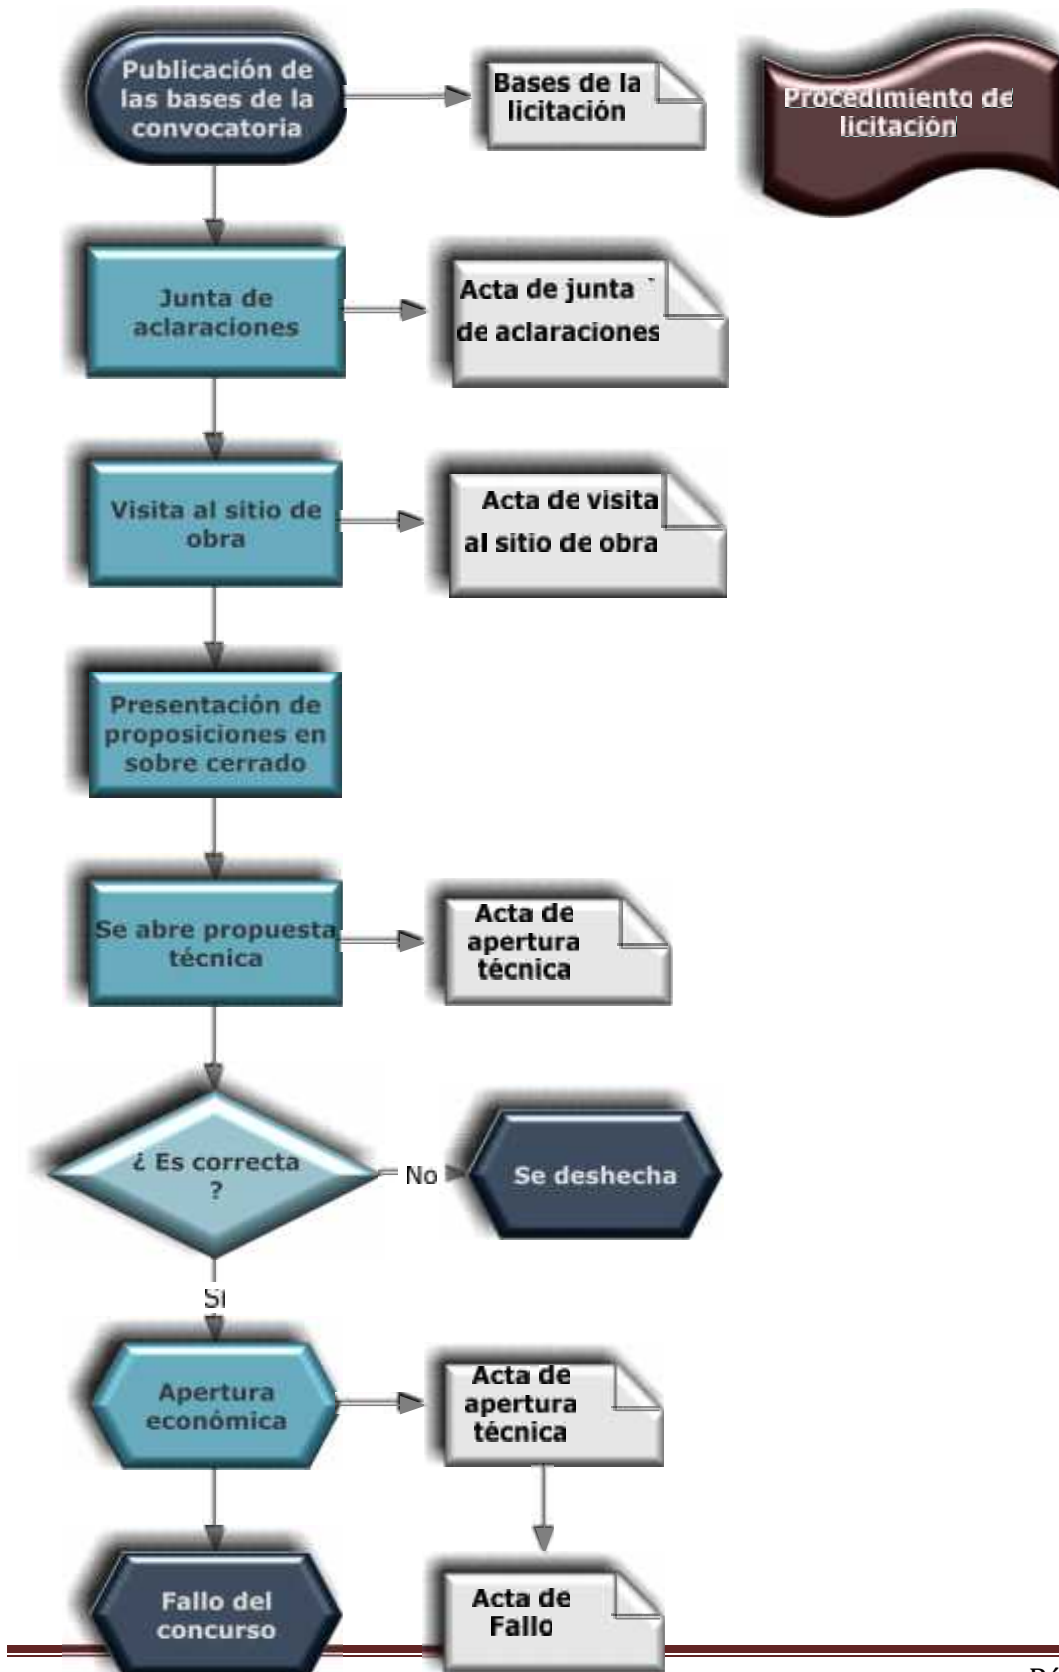 Publicación de
las bases de la
convocatoria
Bases de la
licitación
Procedimiento de
licitación
Junta de
aclaraciones
Acta de junta
de aclaraciones
Visita al sitio de
obra
Acta de visita
al sitio de obra
Presentación de
proposiciones en
sobre cerrado
Se abre propuesta
técnica
Acta de
apertura
técnica
¿ Es correcta
?
No
Se deshecha
Sí
Apertura
económica
Acta de
apertura
técnica
Fallo del
concurso
Acta de
Fallo